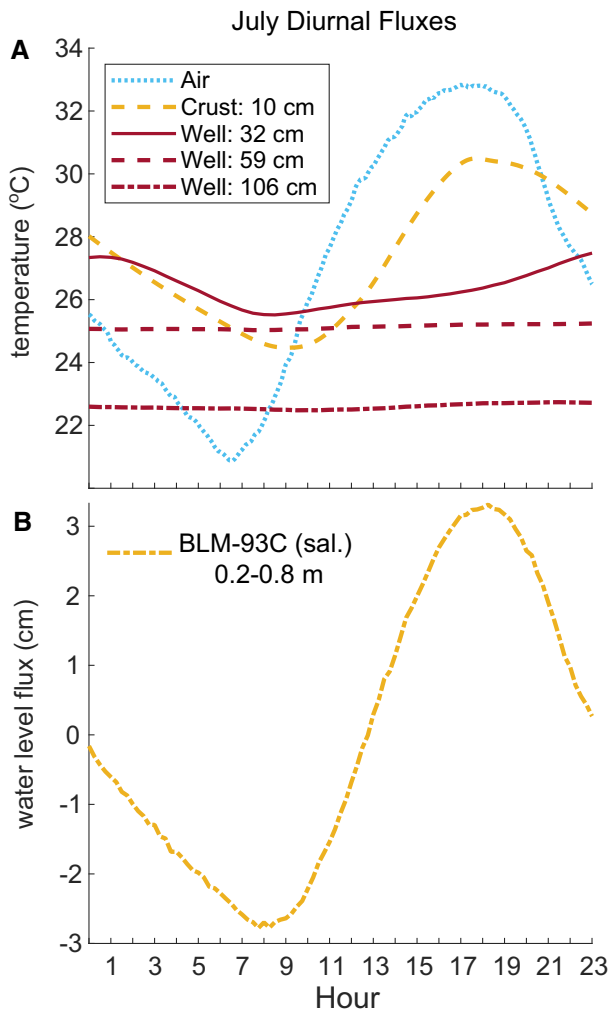 July Diurnal Fluxes
A
Air
Crust: 10 cm
Well: 32 cm
Well: 59 cm
Well: 106 cm
temperature (ºC)
34
32
30
28
26
24
22
B
BLM-93C (sal.)
0.2-0.8 m
water level flux (cm)
3
2
1
0
-1
-2
-3
1 3 5 7 9 11 13 15 17 19 21 23
Hour